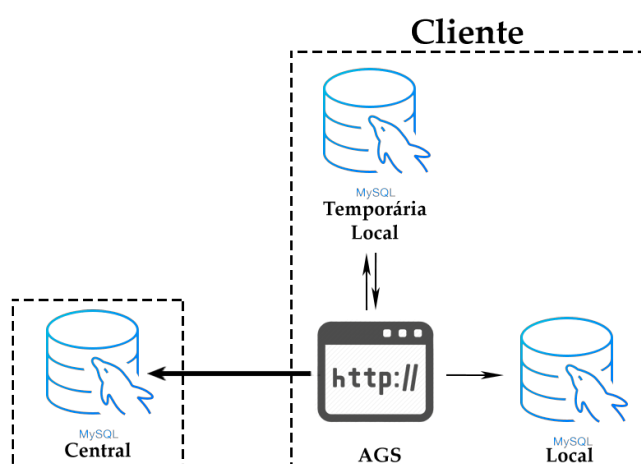 Cliente
MySQL
Temporária
Local
http://
MySQL
Central
AGS
MySQL
Local